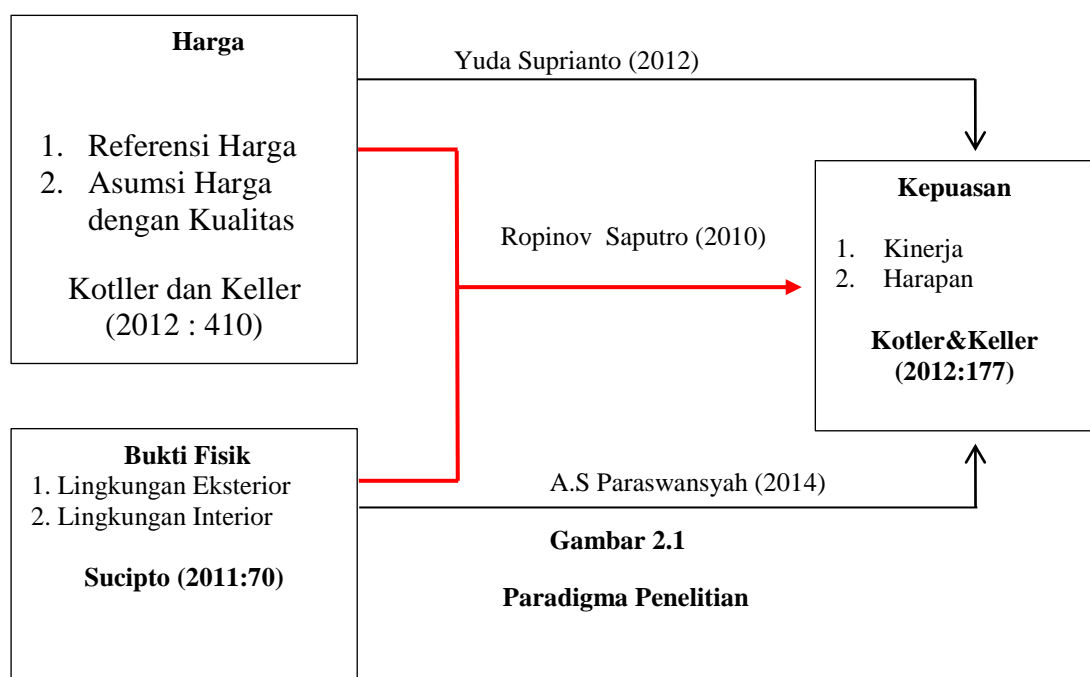 Harga
1. Referensi Harga
2. Asumsi Harga
dengan Kualitas
Kotller dan Keller
(2012 : 410)
Yuda Suprianto (2012)
Ropinov Saputro (2010)
Kepuasan
1. Kinerja
2. Harapan
Kotler&Keller
(2012:177)
Bukti Fisik
1. Lingkungan Eksterior
2. Lingkungan Interior
Sucipto (2011:70)
A.S Paraswansyah (2014)
Gambar 2.1
Paradigma Penelitian